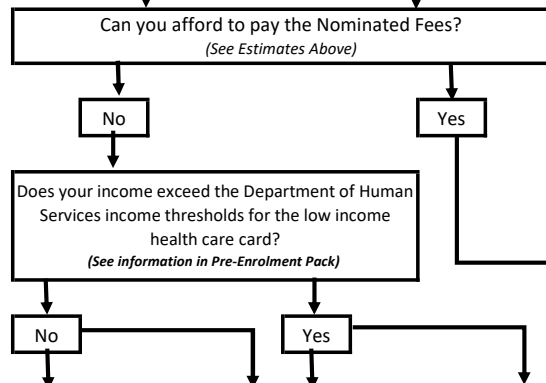 Can you afford to pay the Nominated Fees?
(See Estimates Above)
No
Yes
Does your income exceed the Department of Human
Services income thresholds for the low income
health care card?
(See information in Pre-Enrolment Pack)
No
Yes